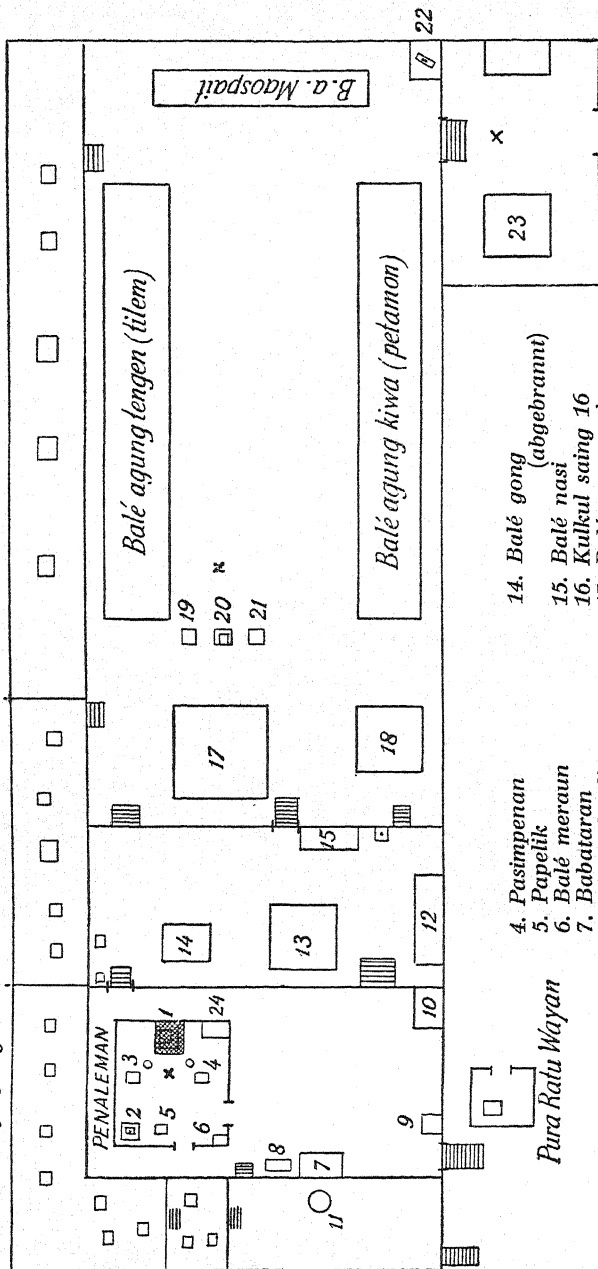 22
B. a. Maospait
Balé agung lengen (tilem)
23
Balé agung kiwa (petamon)
19
20
21
17
18
15
14
13
12
PENALEMAN
1
24
3
4
2
5
6
10
9
8
7
11
Pura Ratu Wayan
4. Pasimpenan
5. Papelik
6. Balé meraun
7. Babataran
14. Balé gong
(abgebrannt)
15. Balé nasi
16. Kulkul saing 16